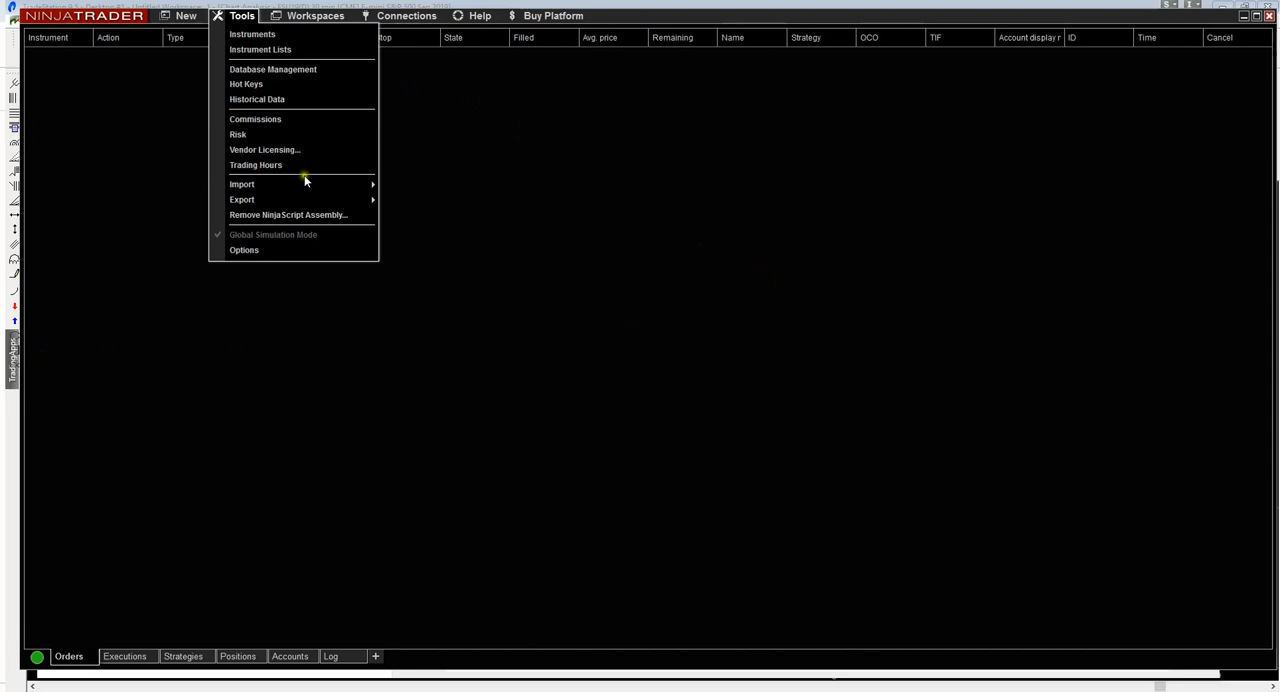 NINJATRADER New Tools Workspaces Connections Help $ Buy Platform
Instrument Action Type State Filled Avg. price Remaining Name Strategy OCO TIF Account display r ID Time Cancel
Instruments
Instrument Lists
Database Management
Hot Keys
Historical Data
Commissions
Risk
Vendor Licensing...
Trading Hours
Import
Export
Remove NinjaScript Assembly...
Global Simulation Mode
Options
TradingApps
Orders Executions Strategies Positions Accounts Log +